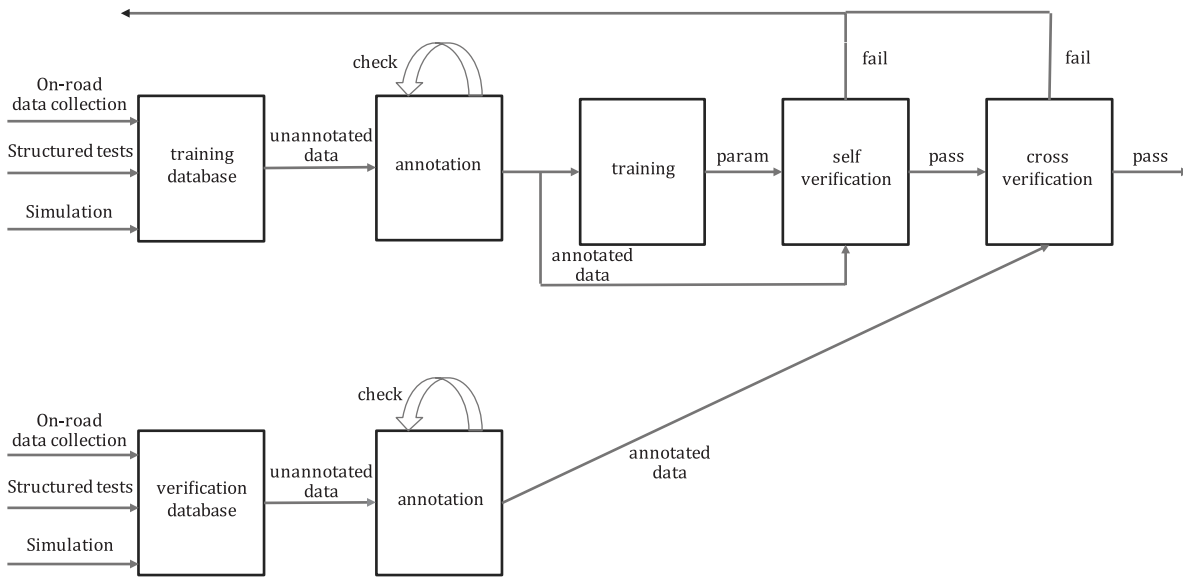 check
fail
fail
On-road
data collection
Structured tests
Simulation
training
database
unannotated
data
annotation
training
param
self
verification
pass
cross
verification
pass
annotated
data
check
On-road
data collection
Structured tests
Simulation
verification
database
unannotated
data
annotation
annotated
data